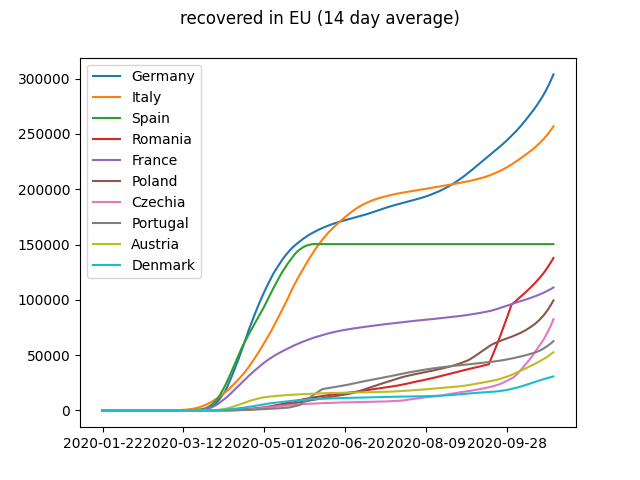 recovered in EU (14 day average)
300000
250000
200000
150000
100000
50000
0
Germany
Italy
Spain
Romania
France
Poland
Czechia
Portugal
Austria
Denmark
2020-01-22 2020-03-12 2020-05-01 2020-06-20 2020-08-09 2020-09-28